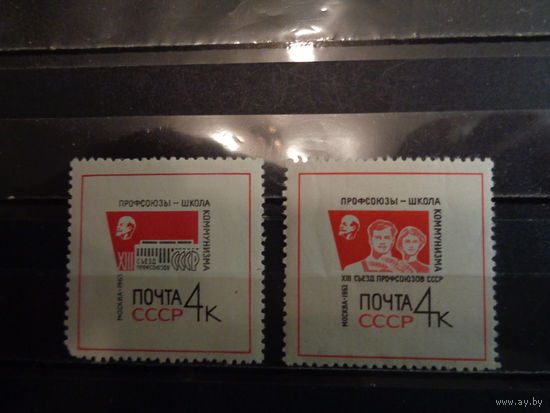 ПРОФСОЮЗЫ – ШКОЛА
КОММУНИЗМА
XIII
СЪЕЗД
ПРОФСОЮЗОВ
СССР
МОСКВА·1963
ПОЧТА 4к
СССР
ПРОФСОЮЗЫ – ШКОЛА
КОММУНИЗМА
XIII СЪЕЗД ПРОФСОЮЗОВ СССР
МОСКВА·1963
ПОЧТА 4к
СССР
www.ay.by